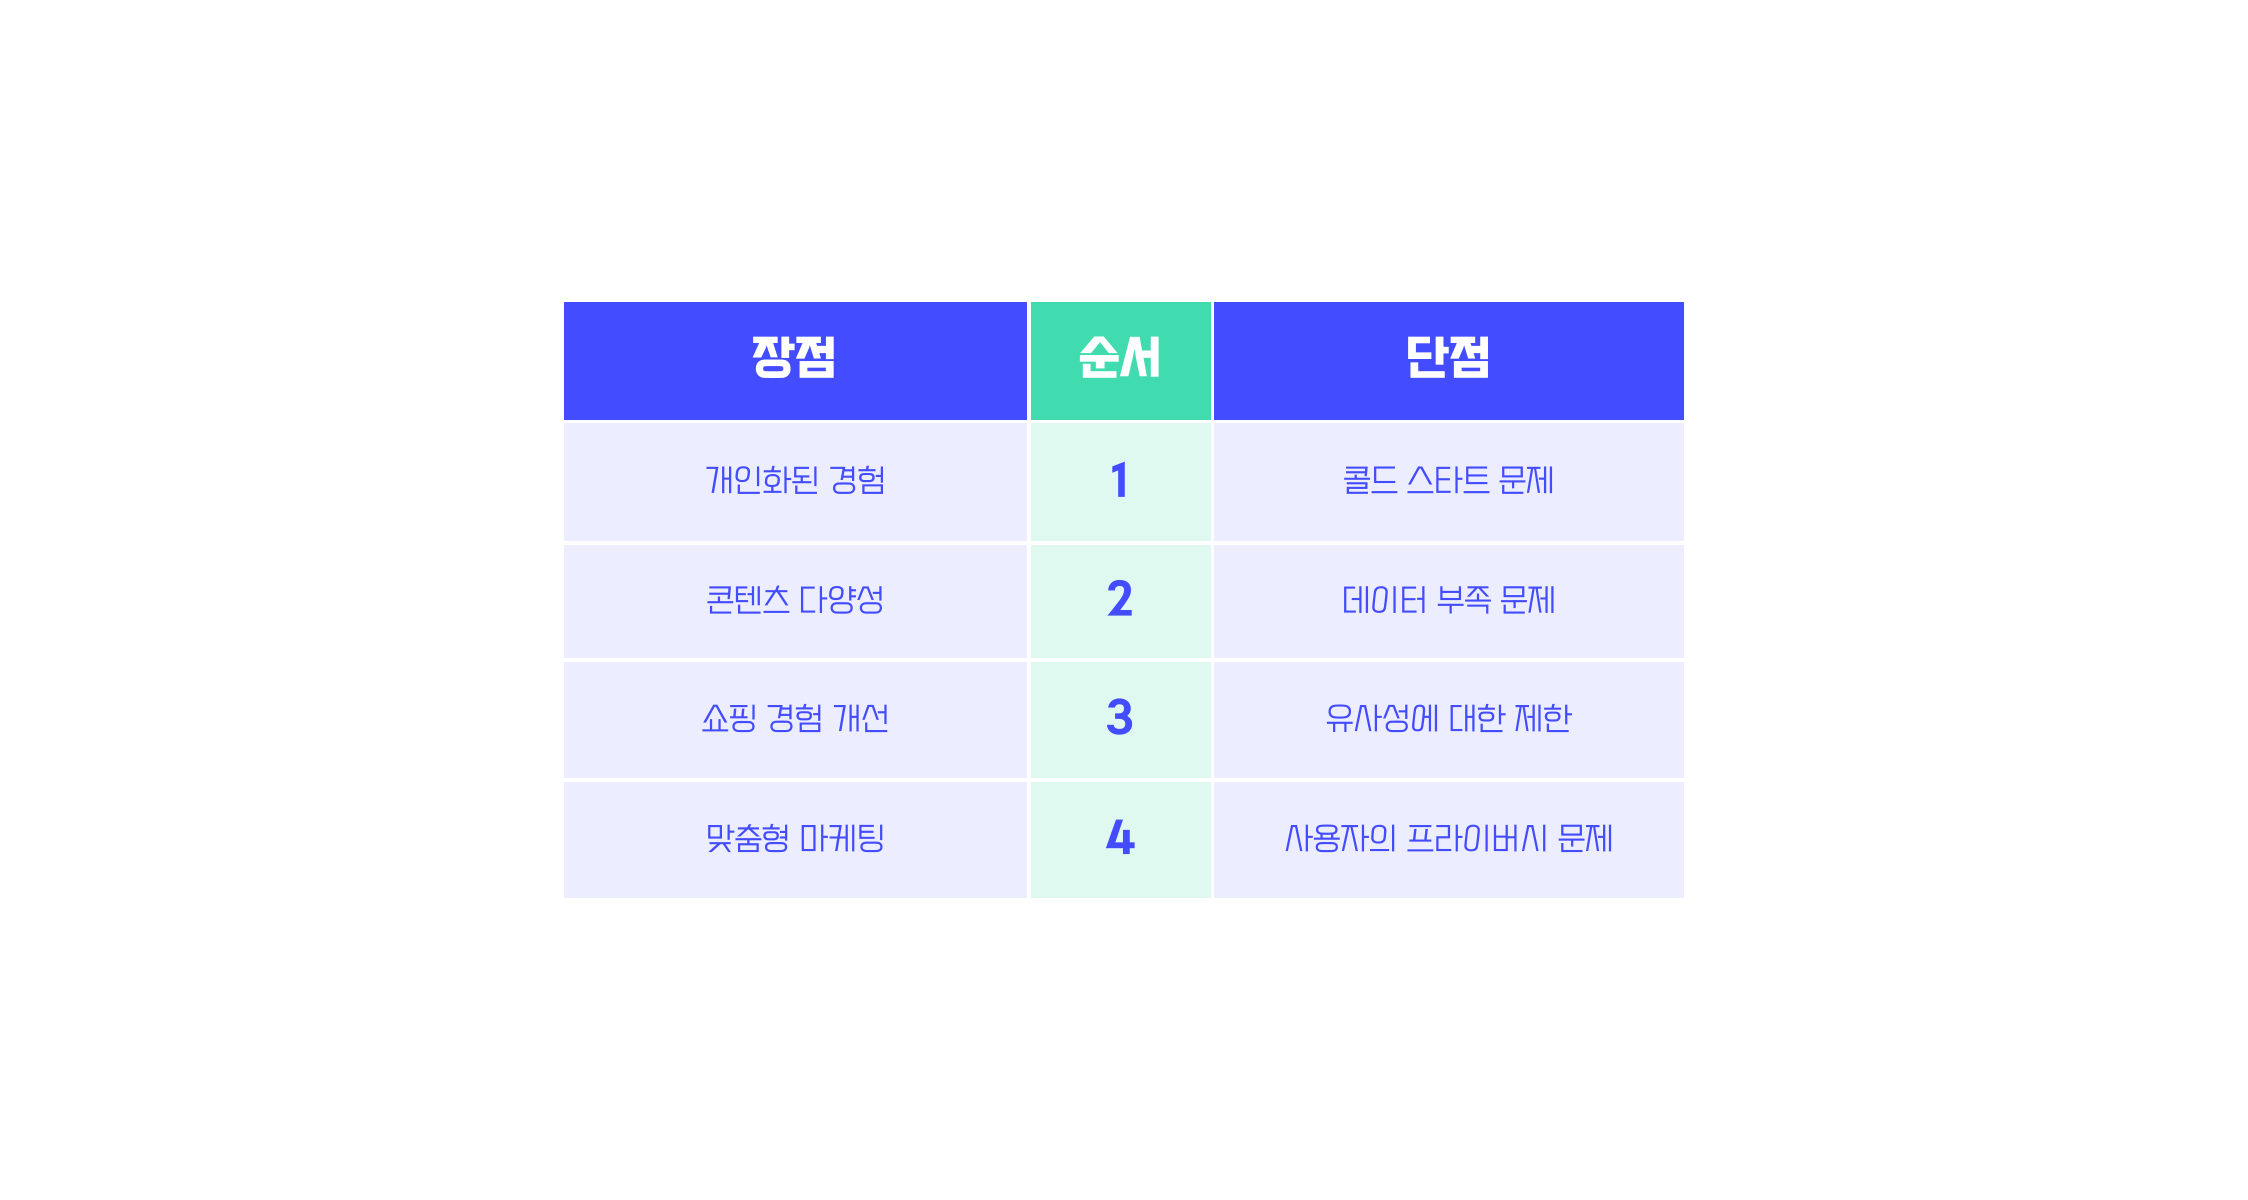 장점 순서 단점
개인화된 경험 1 콜드 스타트 문제
콘텐츠 다양성 2 데이터 부족 문제
쇼핑 경험 개선 3 유사성에 대한 제한
맞춤형 마케팅 4 사용자의 프라이버시 문제